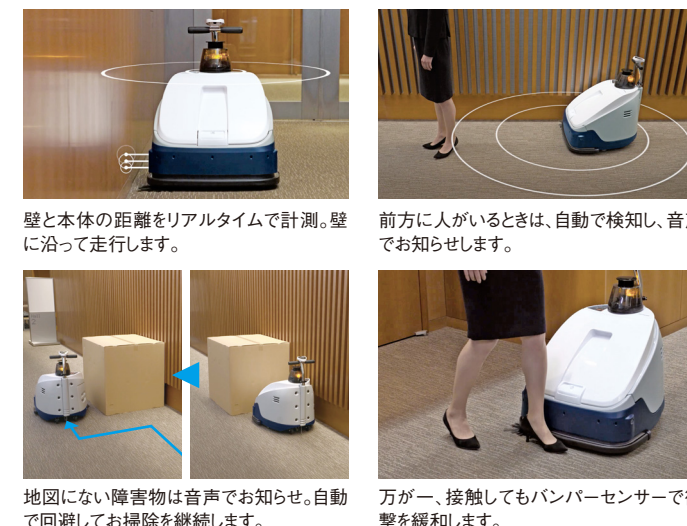 壁と本体の距離をリアルタイムで計測。壁
に沿って走行します。
前方に人がいるときは、自動で検知し、音
でお知らせします。
地図にない障害物は音声でお知らせ。自動
で回避してお掃除を継続します。
万が一、接触してもバンパーセンサーで
撃を緩和します。